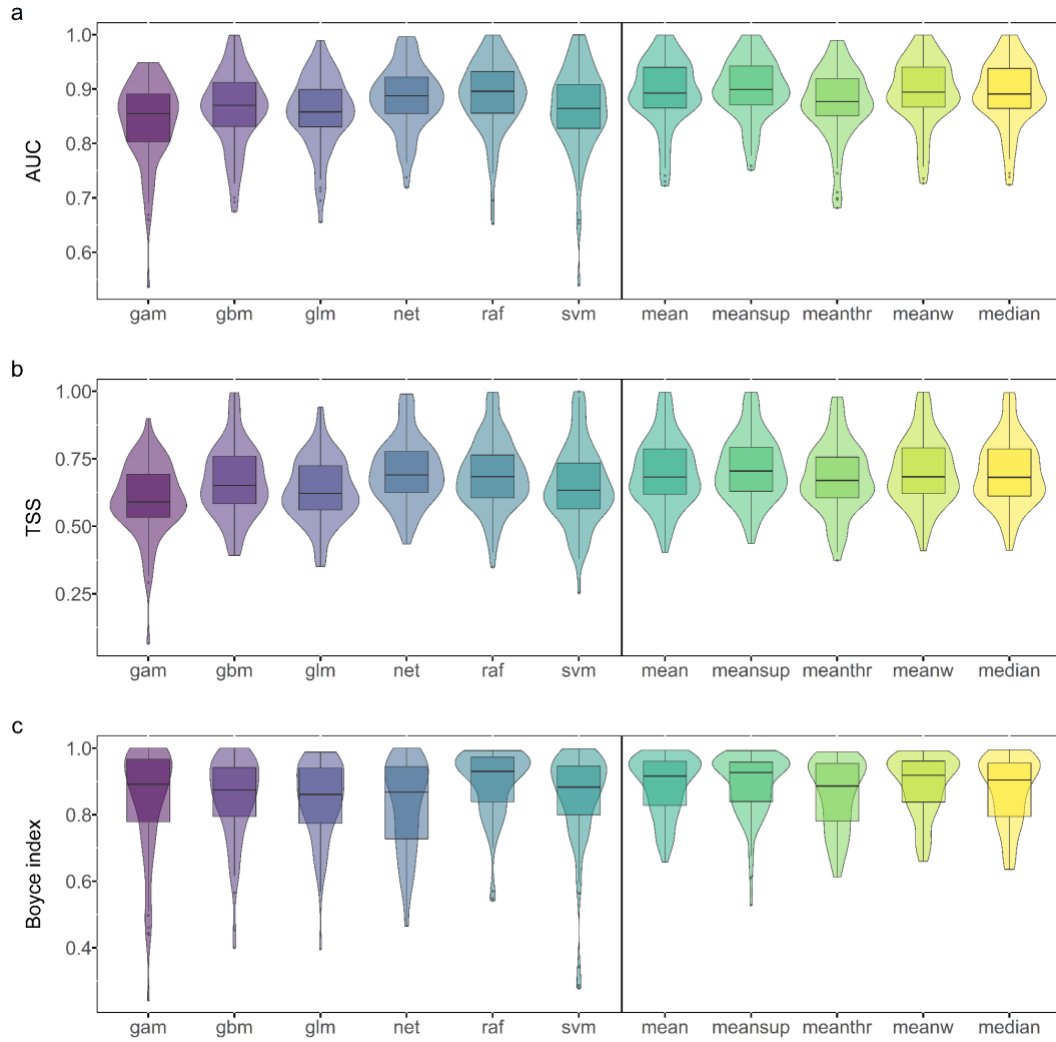 a
AUC
1.0
0.9
0.8
0.7
0.6
gam gbm glm net raf svm mean meansup meanthr meanw median
b
TSS
1.00
0.75
0.50
0.25
gam gbm glm net raf svm mean meansup meanthr meanw median
c
Boyce index
1.0
0.8
0.6
0.4
gam gbm glm net raf svm mean meansup meanthr meanw median